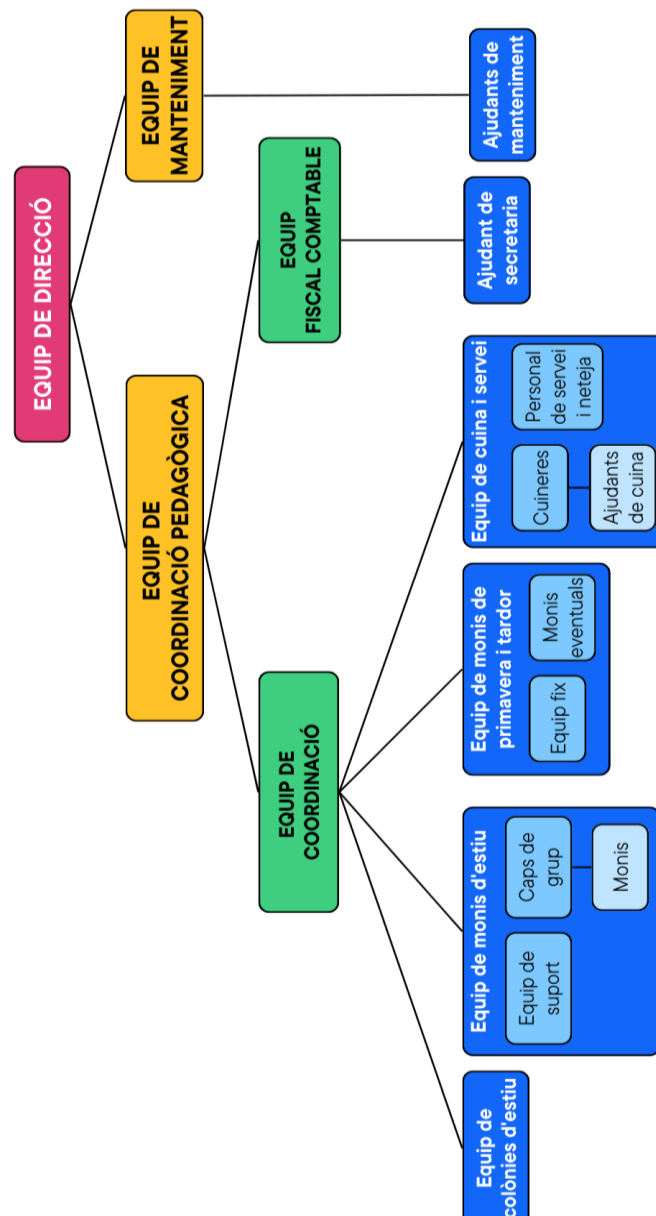 EQUIP DE DIRECCIÓ
EQUIP DE
COORDINACIÓ PEDAGÒGICA
EQUIP DE
MANTENIMENT
EQUIP DE
COORDINACIÓ
EQUIP
FISCAL COMPTABLE
Equip de
colònies d'estiu
Equip de monis d'estiu
Equip de
suport
Caps de
grup
Monis
Equip de monis de
primavera i tardor
Equip fix
Monis
eventuals
Equip de cuina i servei
Cuineres
Ajudants
de cuina
Personal
de servei
i neteja
Ajudant de
secretaria
Ajudants de
manteniment